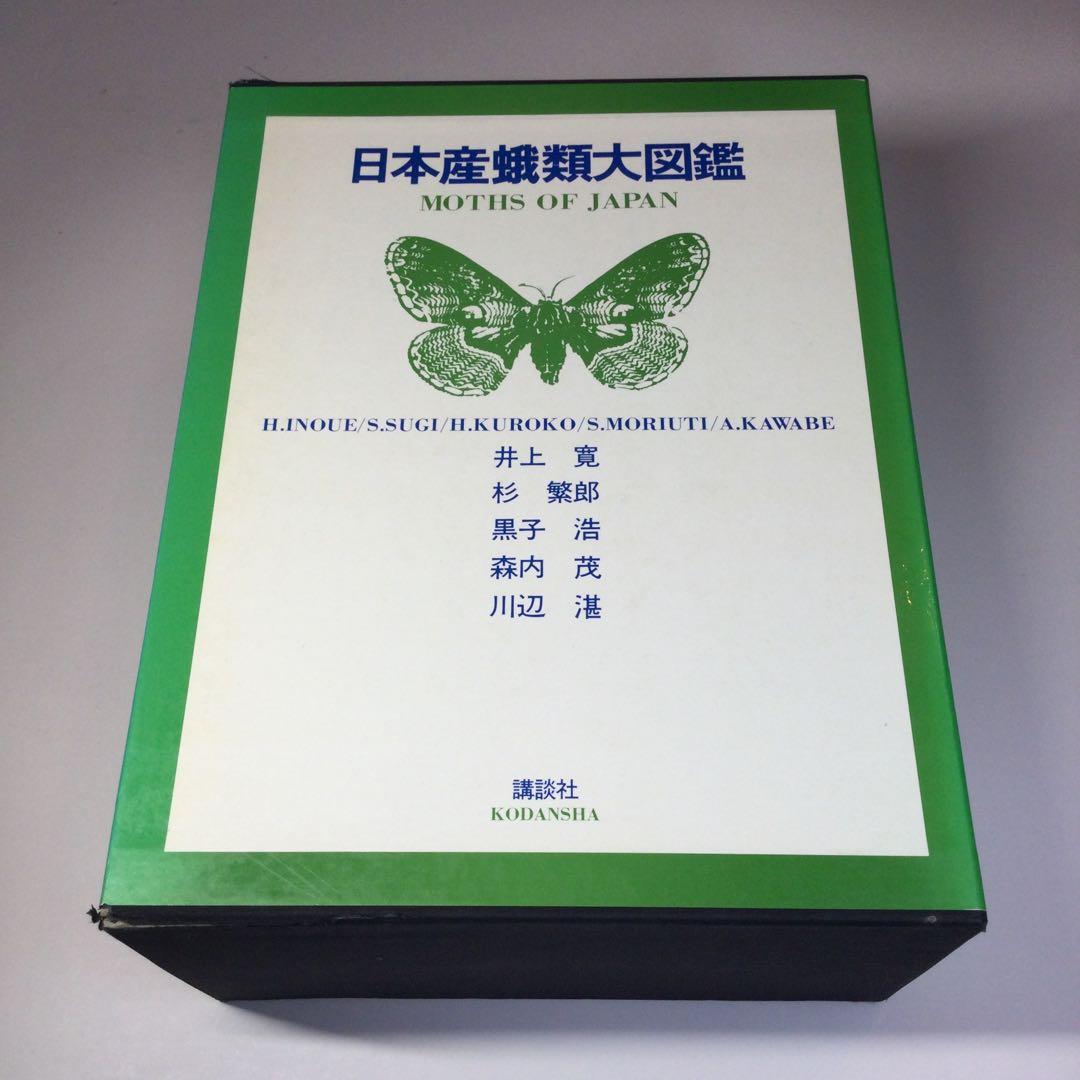 日本産蛾類大図鑑
MOTHS OF JAPAN
H.INOUE/S.SUGI/H.KUROKO/S.MORIUTI/A.KAWABE
井上 寛
杉 繁郎
黒子 浩
森内 茂
川辺 湛
講談社
KODANSHA